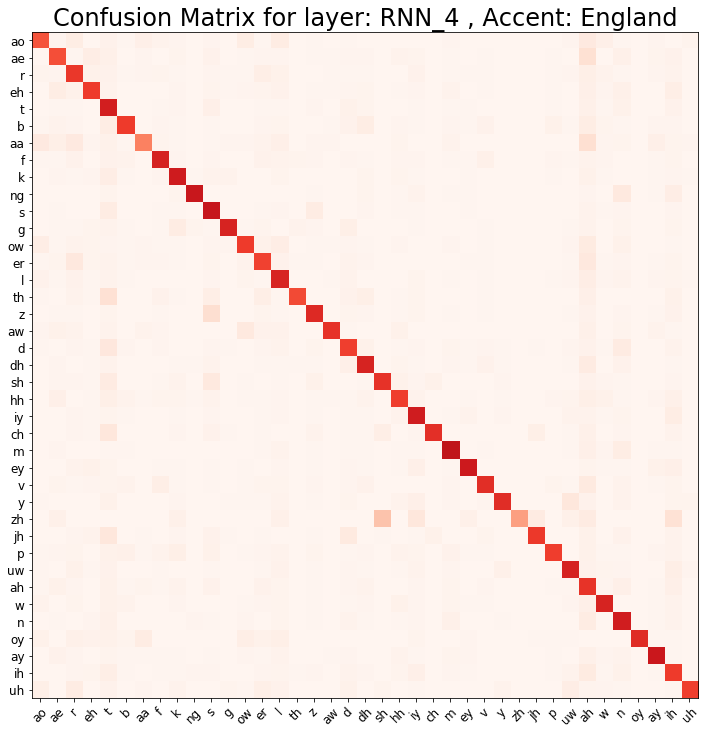 Confusion Matrix for layer: RNN_4 , Accent: England
ao
ae
r
eh
t
b
aa
f
k
ng
s
g
ow
er
l
th
z
aw
d
dh
sh
hh
iy
ch
m
ey
v
y
zh
jh
p
uw
ah
w
n
oy
ay
ih
uh
ao ae r eh t b aa f k ng s g ow er l th z aw d dh sh hh iy ch m ey v y zh jh p uw ah w n oy ay ih uh